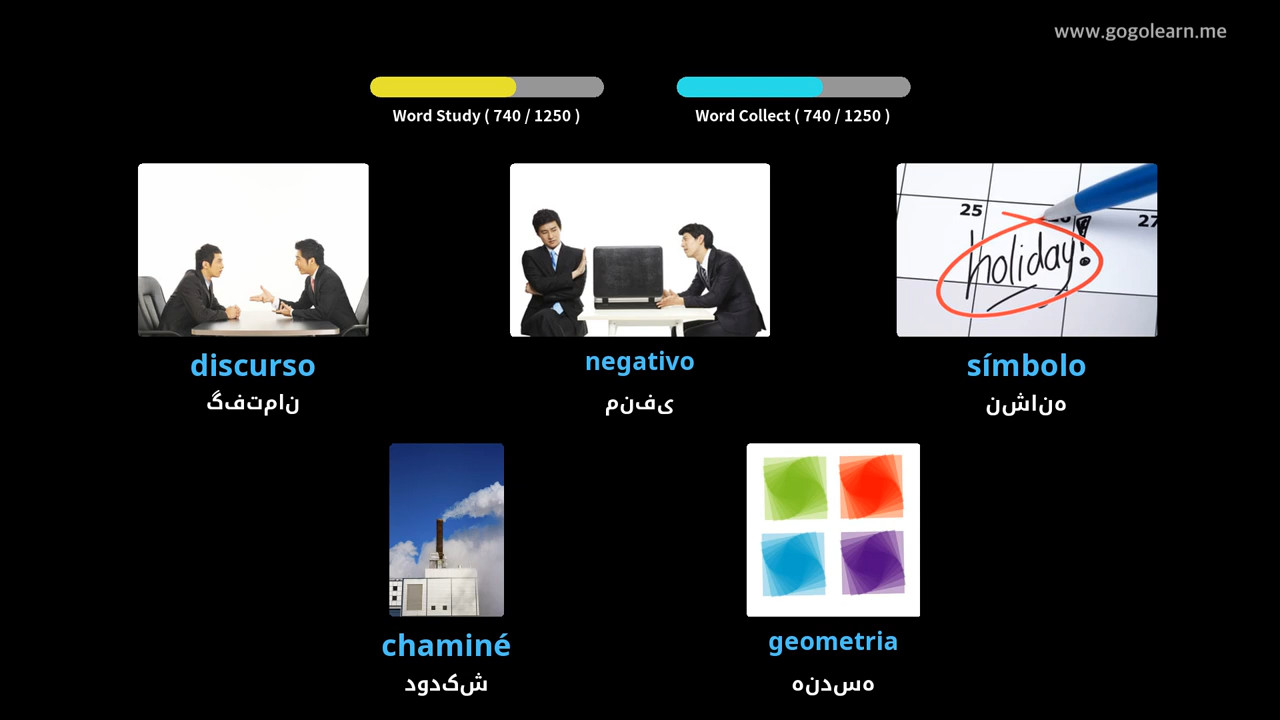 www.gogolearn.me
Word Study ( 740 / 1250 )
Word Collect ( 740 / 1250 )
25
27
holiday!
discurso
نامتفگ
negativo
یفنم
símbolo
هناشن
chaminé
شکدود
geometria
هسدنه